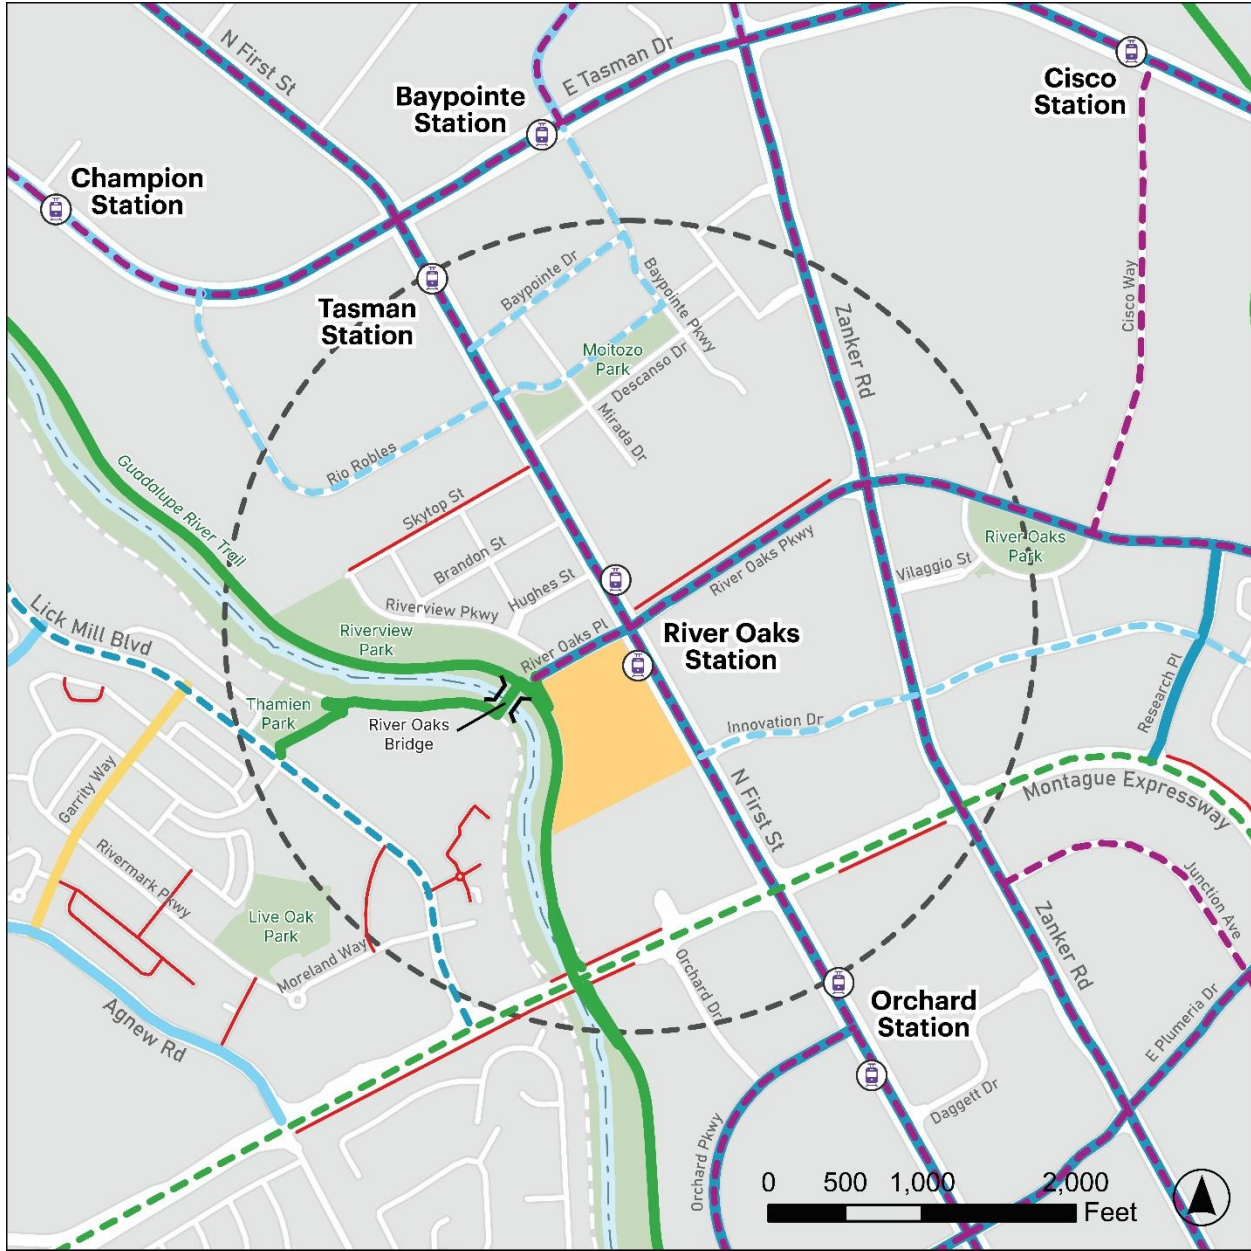 N First St
E Tasman Dr
Baypointe
Station
Cisco
Station
Champion
Station
Tasman
Station
Baypointe Dr
Baypointe Pkwy
Cisco Way
Zanker Rd
Moitozo
Park
Descanso Dr
Mirada Dr
Rio Robles
Guadalupe River Trail
Skytop St
Brandon St
Hughes St
Riverview Pkwy
River Oaks Pkwy
River Oaks
Park
Vilaggio St
Lick Mill Blvd
Riverview
Park
River Oaks Pl
River Oaks
Station
Thamien
Park
River Oaks
Bridge
Innovation Dr
Research Pl
Garrity Way
N First St
Montague Expressway
Rivermark Pkwy
Junction Ave
Live Oak
Park
Moreland Way
Zanker Rd
Orchard Dr
Agnew Rd
Orchard
Station
E Plumeria Dr
Daggett Dr
Orchard Pkwy
0 500 1,000 2,000
Feet